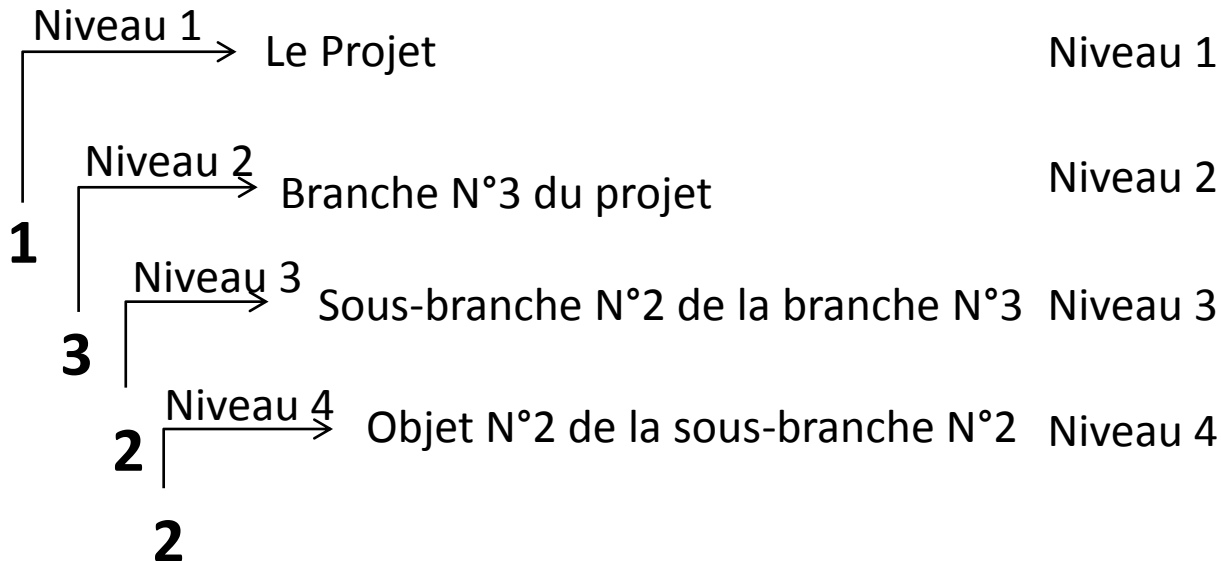 Niveau 1
Le Projet
Niveau 1
Niveau 2
Branche N°3 du projet
Niveau 2
1
Niveau 3
Sous-branche N°2 de la branche N°3
Niveau 3
3
Niveau 4
Objet N°2 de la sous-branche N°2
Niveau 4
2
2